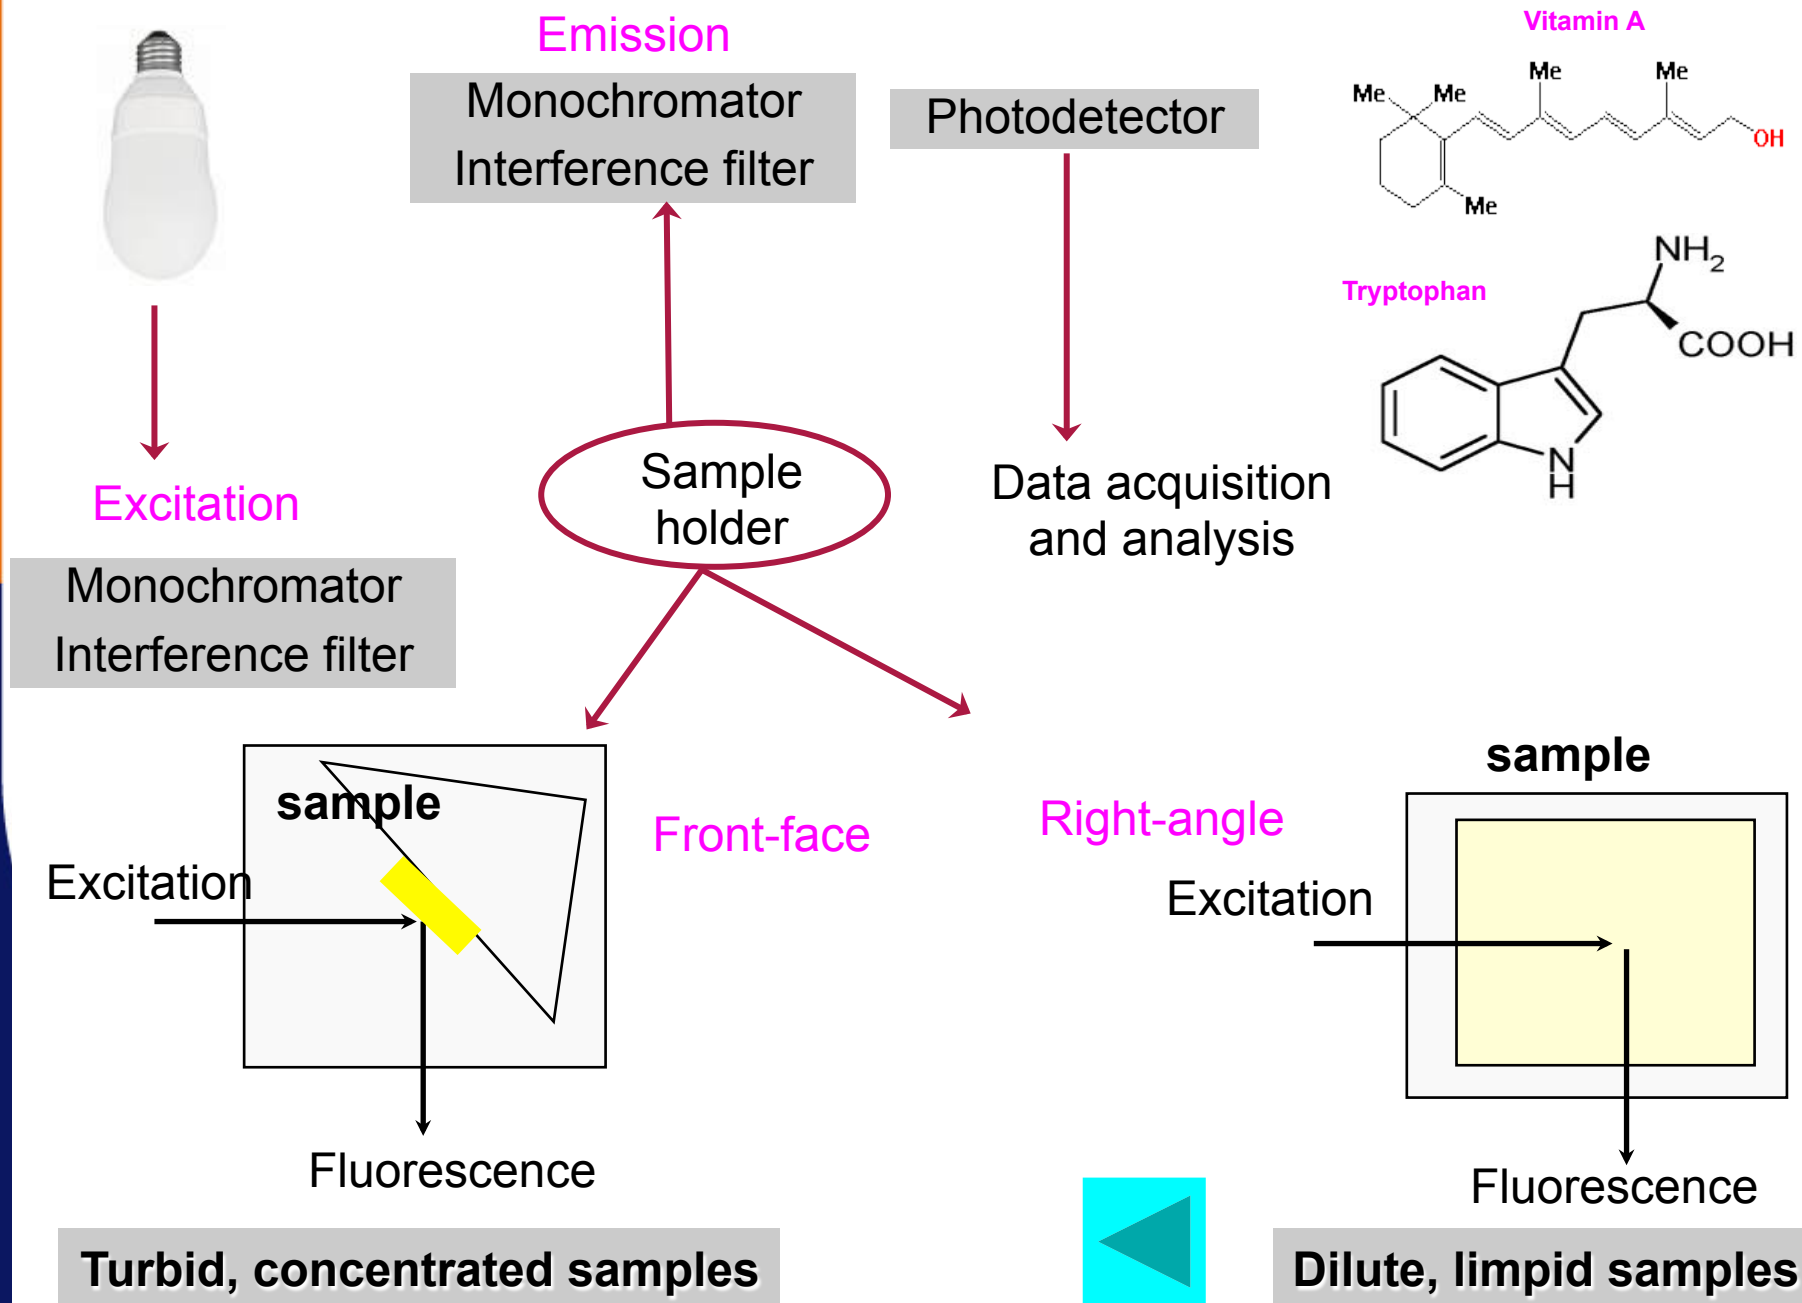 Vitamin A
Me
Me
Me
Me
OH
Me
Emission
Monochromator
Interference filter
Photodetector
Tryptophan
NH2
COOH
N
H
Excitation
Monochromator
Interference filter
Sample
holder
Data acquisition
and analysis
sample
Excitation
Front-face
Fluorescence
Turbid, concentrated samples
Right-angle
sample
Excitation
Fluorescence
Dilute, limpid samples